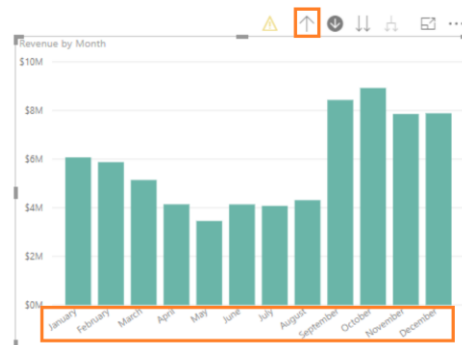 Revenue by Month
$10M
$8M
$6M
$4M
$2M
$0M
January February March April May June July August September October November December